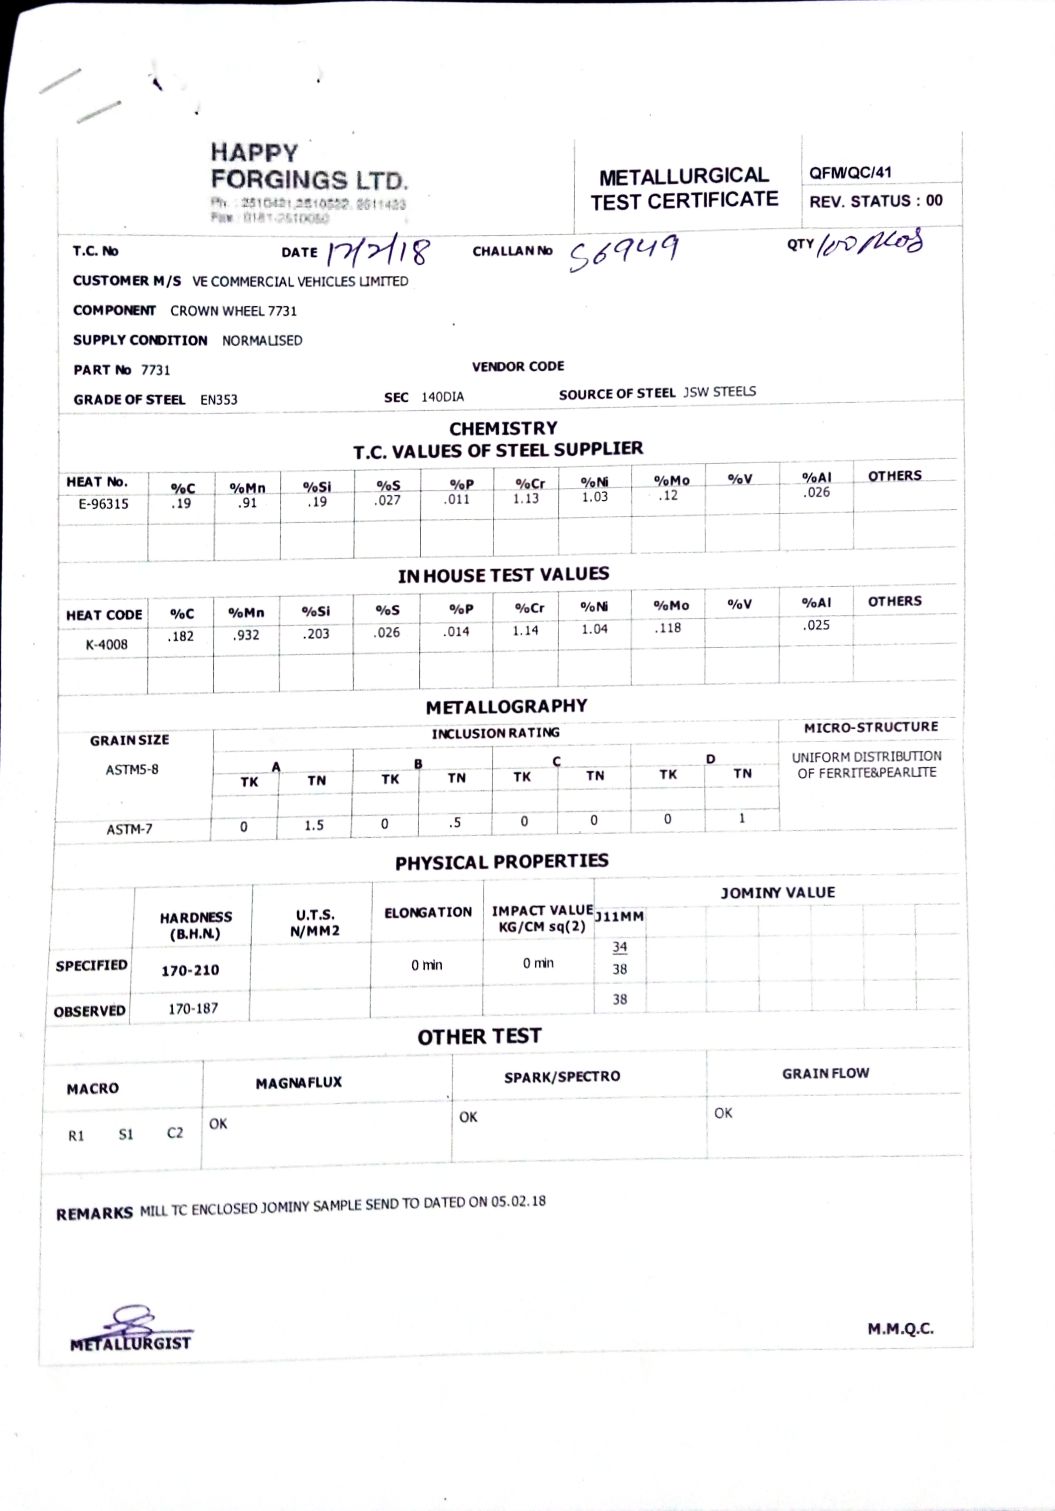 HAPPY
FORGINGS LTD.
METALLURGICAL
TEST CERTIFICATE
QFM/QC/41
REV. STATUS : 00
T.C. No DATE 17/2/18 CHALLAN No S6949 QTY 100 Nos
CUSTOMER M/S VE COMMERCIAL VEHICLES LIMITED
COMPONENT CROWN WHEEL 7731
SUPPLY CONDITION NORMALISED
PART No 7731 VENDOR CODE
GRADE OF STEEL EN353 SEC 140DIA SOURCE OF STEEL JSW STEELS
CHEMISTRY
T.C. VALUES OF STEEL SUPPLIER
HEAT No. %C %Mn %Si %S %P %Cr %Ni %Mo %V %Al OTHERS
E-96315 .19 .91 .19 .027 .011 1.13 1.03 .12 .026
IN HOUSE TEST VALUES
HEAT CODE %C %Mn %Si %S %P %Cr %Ni %Mo %V %Al OTHERS
K-4008 .182 .932 .203 .026 .014 1.14 1.04 .118 .025
METALLOGRAPHY
GRAIN SIZE INCLUSION RATING MICRO-STRUCTURE
ASTM5-8 A B C D UNIFORM DISTRIBUTION
TK TN TK TN TK TN TK TN OF FERRITE&PEARLITE
ASTM-7 0 1.5 0 .5 0 0 0 1
PHYSICAL PROPERTIES
JOMINY VALUE
HARDNESS U.T.S. ELONGATION IMPACT VALUE J11MM
(B.H.N.) N/MM2 KG/CM sq(2)
SPECIFIED 170-210 0 min 0 min 34
38
OBSERVED 170-187 38
OTHER TEST
MACRO MAGNAFLUX SPARK/SPECTRO GRAIN FLOW
R1 S1 C2 OK OK OK
REMARKS MILL TC ENCLOSED JOMINY SAMPLE SEND TO DATED ON 05.02.18
METALLURGIST M.M.Q.C.